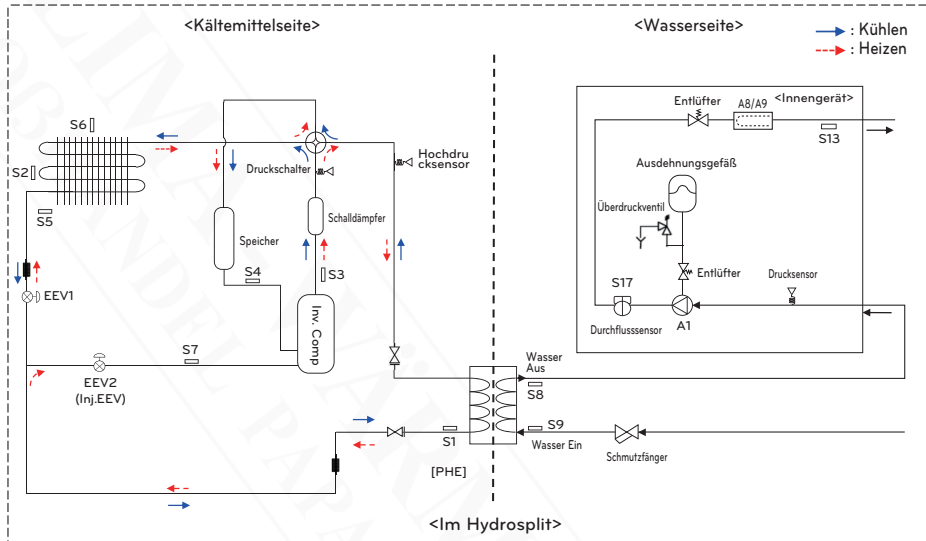 <Kältemittelseite>
<Wasserseite>
: Kühlen
: Heizen
<Innengerät>
Entlüfter
A8/A9
S13
S6
S2
S5
Druckschalter
Hochdru
cksensor
Ausdehnungsgefäß
Überdruckventil
Speicher
Schalldämpfer
S4
S3
EEV1
Inv. Comp
Entlüfter
S17
Drucksensor
Durchflusssensor
A1
S7
EEV2
(Inj.EEV)
Wasser
Aus
S8
S1
S9
Wasser Ein
Schmutzfänger
[PHE]
<Im Hydrosplit>